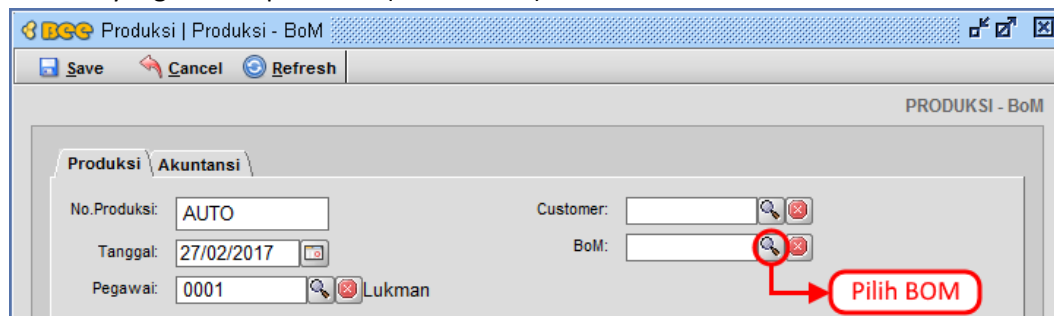 Bee Produksi | Produksi - BoM
Save Cancel Refresh
PRODUKSI - BoM
Produksi Akuntansi
No.Produksi: AUTO Customer:
Tanggal: 27/02/2017 BoM:
Pegawai: 0001 Lukman Pilih BOM